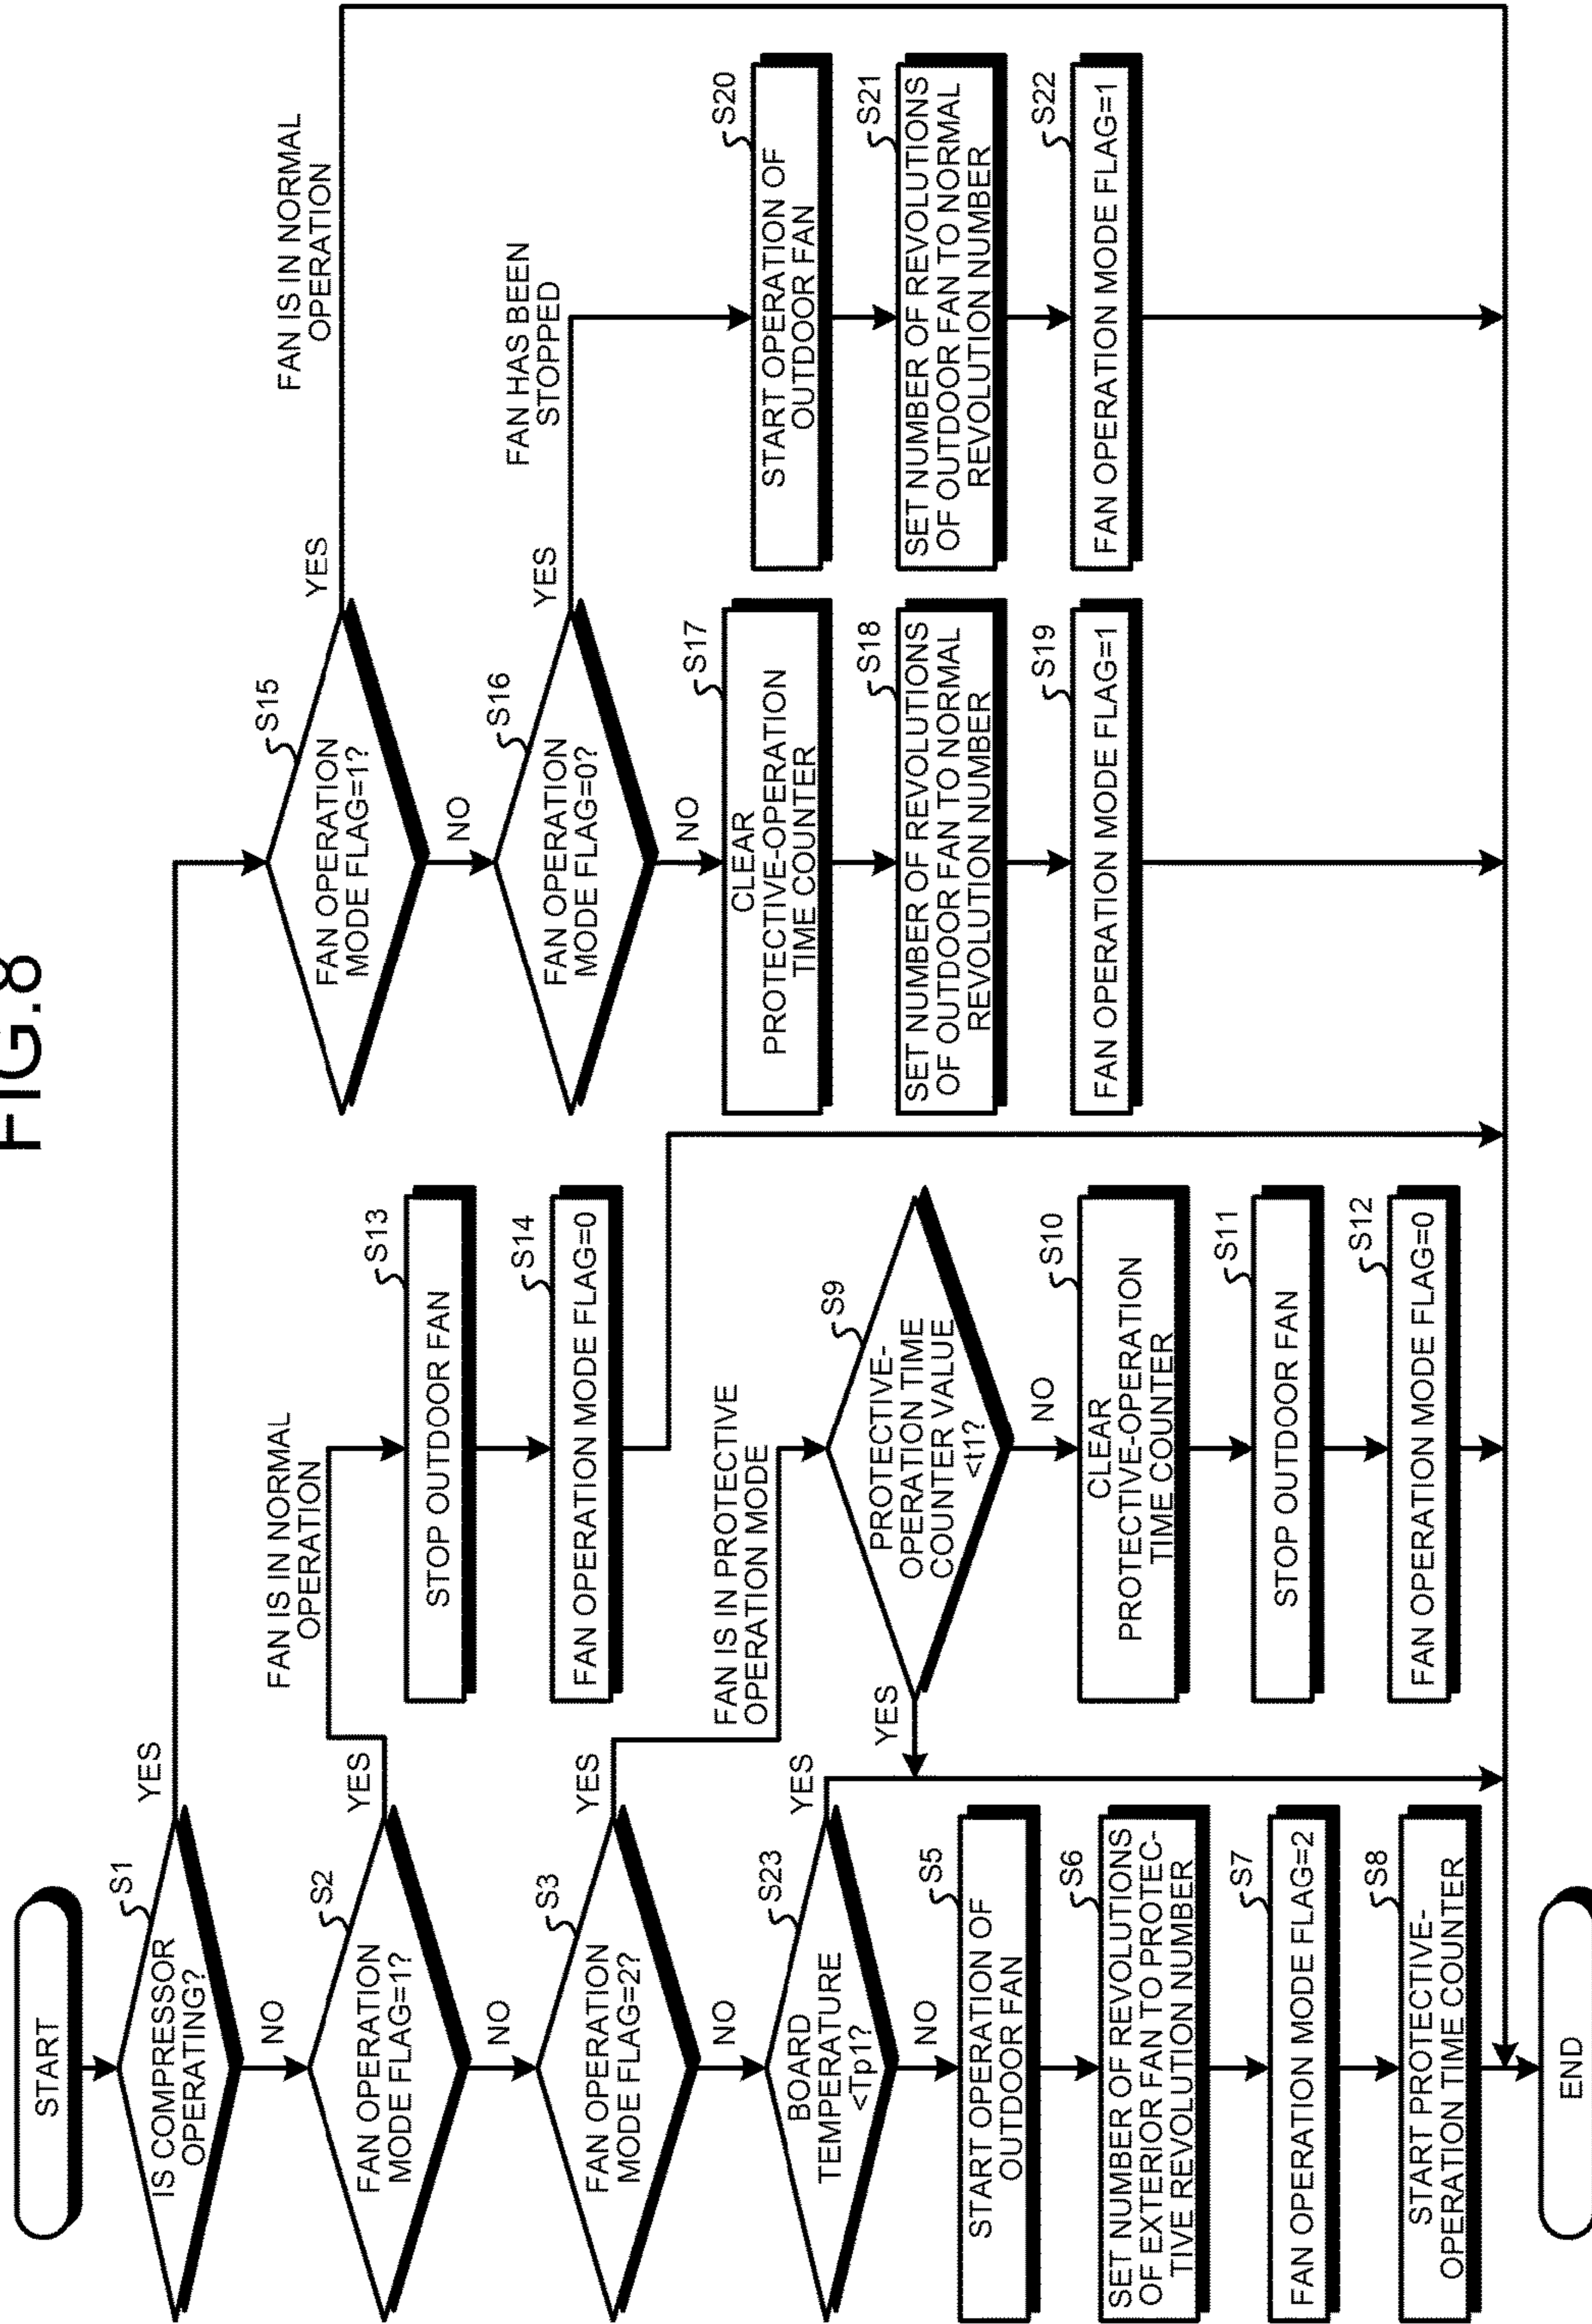 FIG.8
START
IS COMPRESSOR
OPERATING?
S1
YES
NO
FAN OPERATION
MODE FLAG=1?
S2
YES
NO
FAN IS IN NORMAL
OPERATION
FAN OPERATION
MODE FLAG=2?
S3
YES
NO
FAN IS IN PROTECTIVE
OPERATION MODE
BOARD
TEMPERATURE
<Tp1?
S23
YES
NO
START OPERATION OF
OUTDOOR FAN
S5
SET NUMBER OF REVOLUTIONS
OF EXTERIOR FAN TO PROTEC-
TIVE REVOLUTION NUMBER
S6
FAN OPERATION MODE FLAG=2
S7
START PROTECTIVE-
OPERATION TIME COUNTER
S8
END
STOP OUTDOOR FAN
S13
FAN OPERATION MODE FLAG=0
S14
PROTECTIVE-
OPERATION TIME
COUNTER VALUE
<t1?
S9
YES
NO
CLEAR
PROTECTIVE-OPERATION
TIME COUNTER
S10
STOP OUTDOOR FAN
S11
FAN OPERATION MODE FLAG=0
S12
FAN OPERATION
MODE FLAG=1?
S15
YES
NO
FAN IS IN NORMAL
OPERATION
FAN OPERATION
MODE FLAG=0?
S16
YES
NO
FAN HAS BEEN
STOPPED
CLEAR
PROTECTIVE-OPERATION
TIME COUNTER
S17
SET NUMBER OF REVOLUTIONS
OF OUTDOOR FAN TO NORMAL
REVOLUTION NUMBER
S18
FAN OPERATION MODE FLAG=1
S19
START OPERATION OF
OUTDOOR FAN
S20
SET NUMBER OF REVOLUTIONS
OF OUTDOOR FAN TO NORMAL
REVOLUTION NUMBER
S21
FAN OPERATION MODE FLAG=1
S22